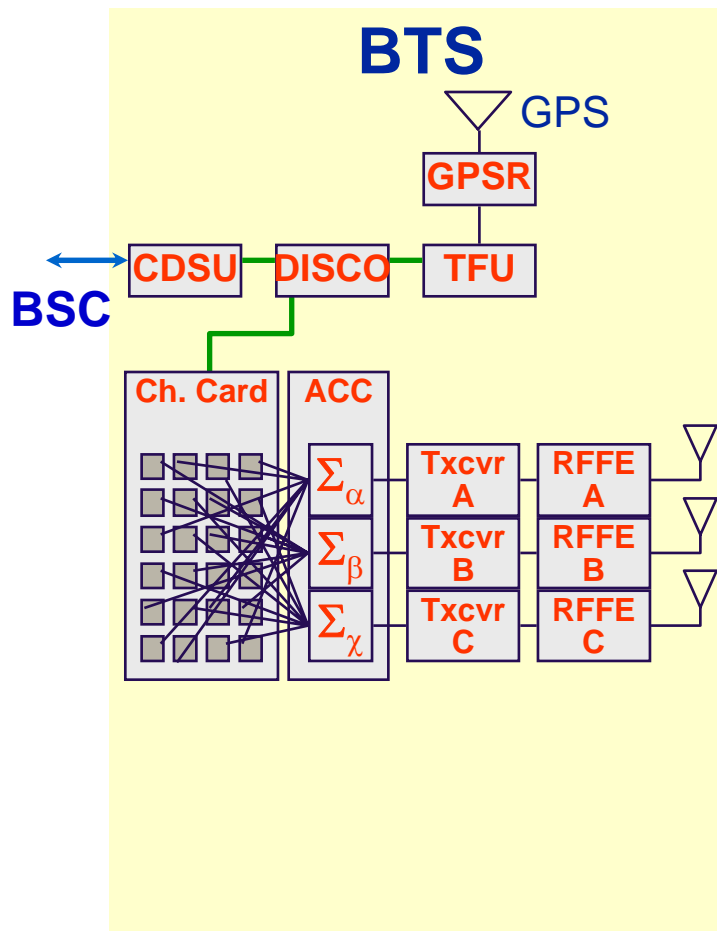 BTS
GPS
GPSR
CDSU
DISCO
TFU
BSC
Ch. Card
ACC
Σα
Txcvr
A
RFFE
A
Σβ
Txcvr
B
RFFE
B
Σχ
Txcvr
C
RFFE
C